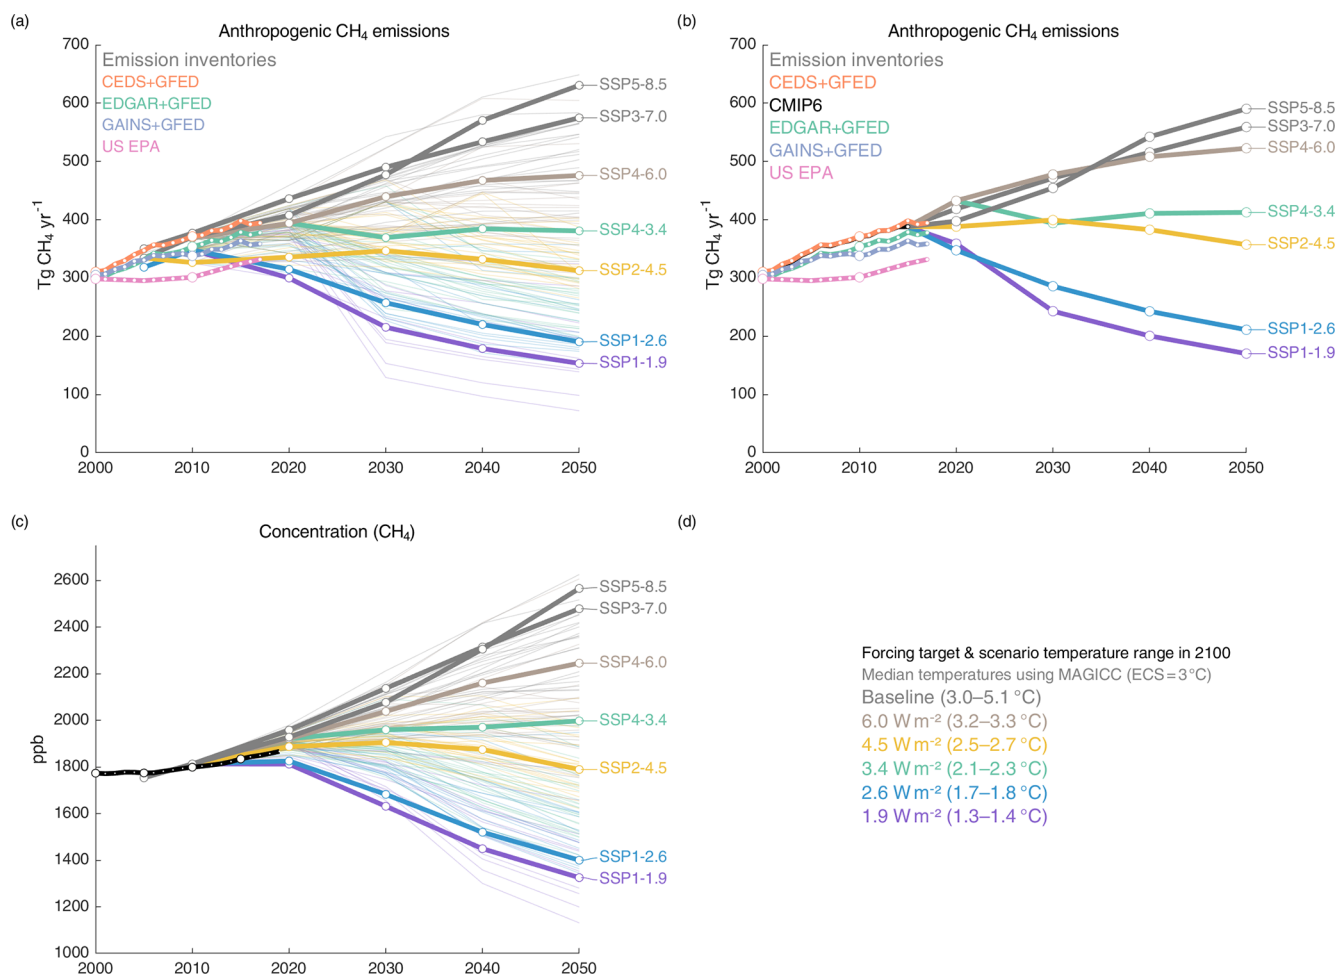 (a)
Anthropogenic CH₄ emissions
700
600
500
400
300
200
100
0
Tg CH₄ yr⁻¹
Emission inventories
CEDS+GFED
EDGAR+GFED
GAINS+GFED
US EPA
SSP5-8.5
SSP3-7.0
SSP4-6.0
SSP4-3.4
SSP2-4.5
SSP1-2.6
SSP1-1.9
2000 2010 2020 2030 2040 2050
(b)
Anthropogenic CH₄ emissions
700
600
500
400
300
200
100
0
Tg CH₄ yr⁻¹
Emission inventories
CEDS+GFED
CMIP6
EDGAR+GFED
GAINS+GFED
US EPA
SSP5-8.5
SSP3-7.0
SSP4-6.0
SSP4-3.4
SSP2-4.5
SSP1-2.6
SSP1-1.9
2000 2010 2020 2030 2040 2050
(c)
Concentration (CH₄)
2600
2400
2200
2000
1800
1600
1400
1200
1000
ppb
SSP5-8.5
SSP3-7.0
SSP4-6.0
SSP4-3.4
SSP2-4.5
SSP1-2.6
SSP1-1.9
2000 2010 2020 2030 2040 2050
(d)
Forcing target & scenario temperature range in 2100
Median temperatures using MAGICC (ECS = 3 °C)
Baseline (3.0–5.1 °C)
6.0 W m⁻² (3.2–3.3 °C)
4.5 W m⁻² (2.5–2.7 °C)
3.4 W m⁻² (2.1–2.3 °C)
2.6 W m⁻² (1.7–1.8 °C)
1.9 W m⁻² (1.3–1.4 °C)